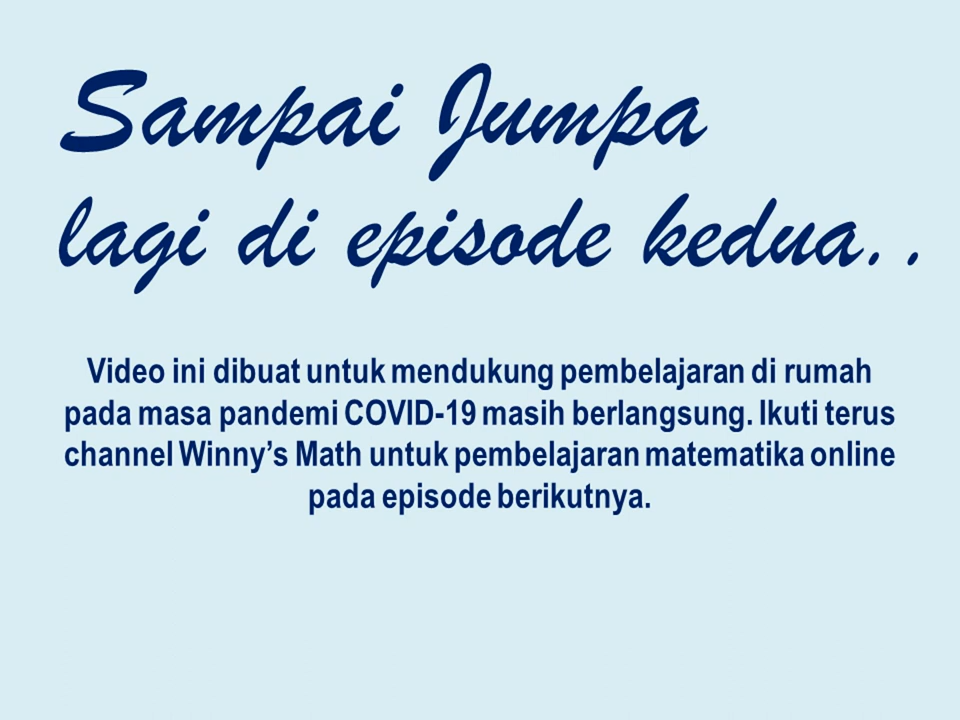 Sampai Jumpa
lagi di episode kedua..
Video ini dibuat untuk mendukung pembelajaran di rumah
pada masa pandemi COVID-19 masih berlangsung. Ikuti terus
channel Winny’s Math untuk pembelajaran matematika online
pada episode berikutnya.